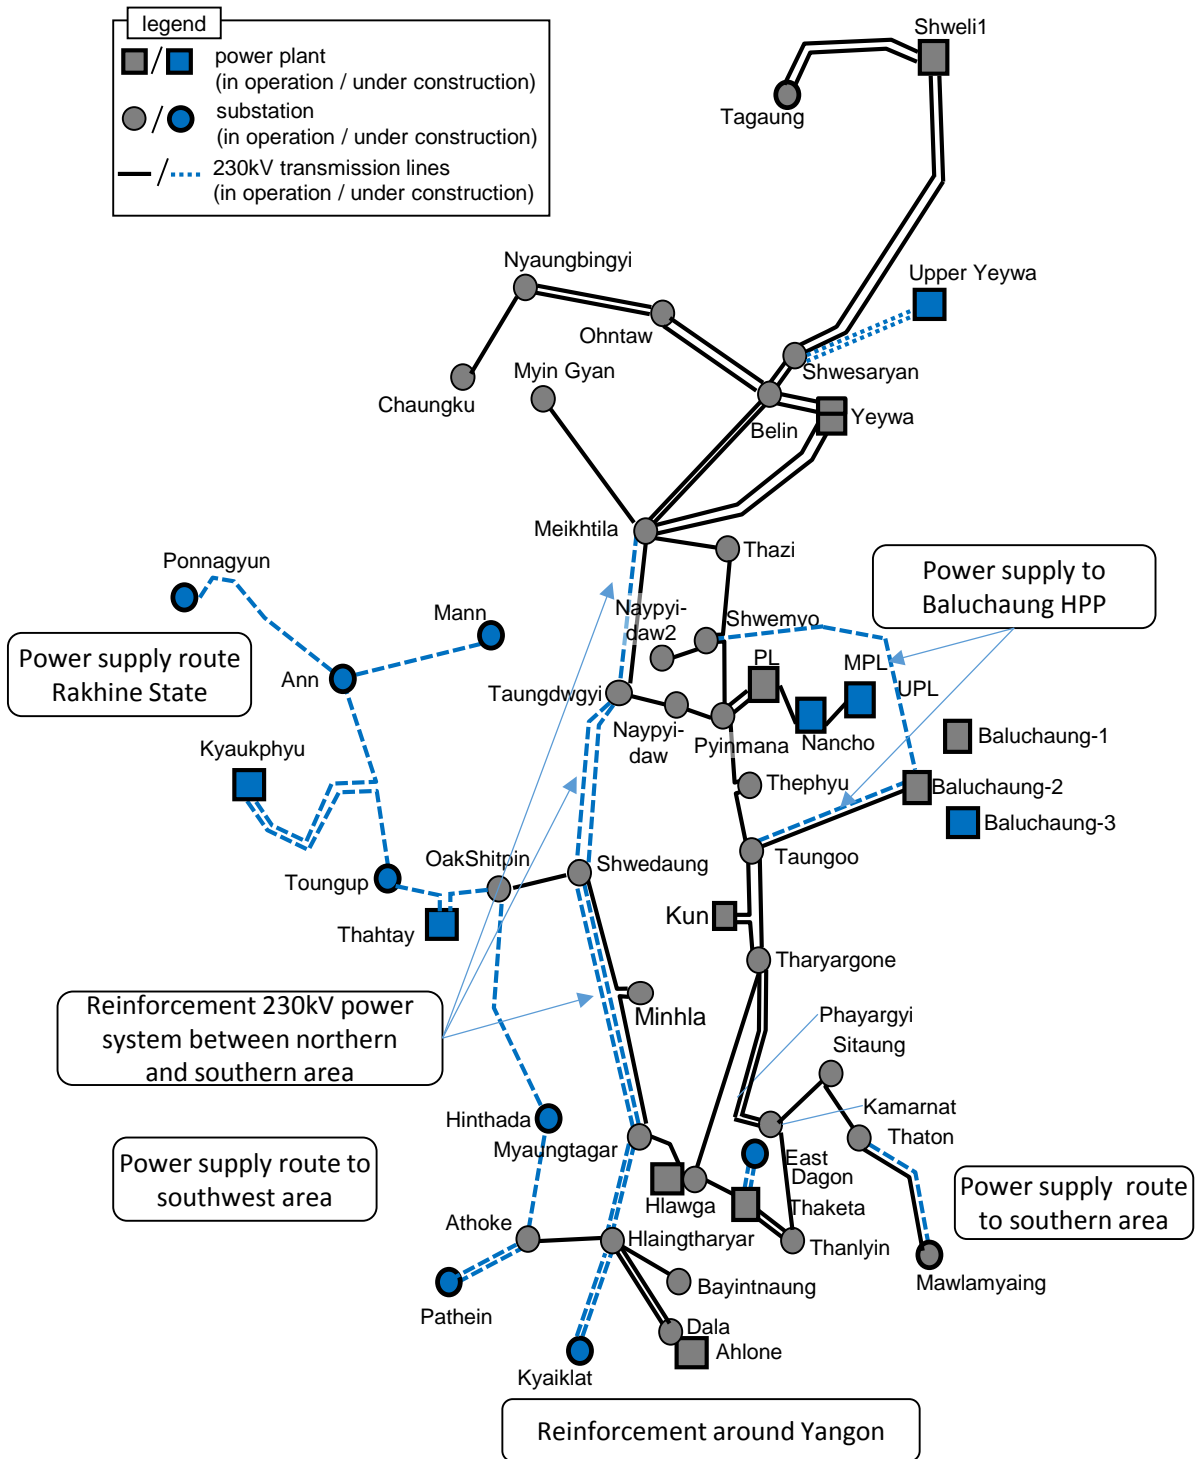 legend
power plant
(in operation / under construction)
substation
(in operation / under construction)
230kV transmission lines
(in operation / under construction)
Shweli1
Tagaung
Nyaungbingyi
Upper Yeywa
Ohntaw
Myin Gyan
Shwesaryan
Chaungku
Belin
Yeywa
Meikhtila
Thazi
Ponnagyun
Power supply to
Baluchaung HPP
Mann
Naypyi-
daw2
Shwemyo
Power supply route
Rakhine State
Ann
PL
MPL
UPL
Taungdwgyi
Naypyi-
daw
Pyinmana
Nancho
Baluchaung-1
Kyaukphyu
Thephyu
Baluchaung-2
Baluchaung-3
OakShitpin
Shwedaung
Taungoo
Toungup
Kun
Thahtay
Tharyargone
Reinforcement 230kV power
system between northern
and southern area
Minhla
Phayargyi
Sitaung
Hinthada
Kamarnat
Myaungtagar
Thaton
Power supply route to
southwest area
East
Dagon
Power supply route
to southern area
Hlawga
Thaketa
Athoke
Hlaingtharyar
Thanlyin
Mawlamyaing
Bayintnaung
Pathein
Dala
Ahlone
Kyaiklat
Reinforcement around Yangon